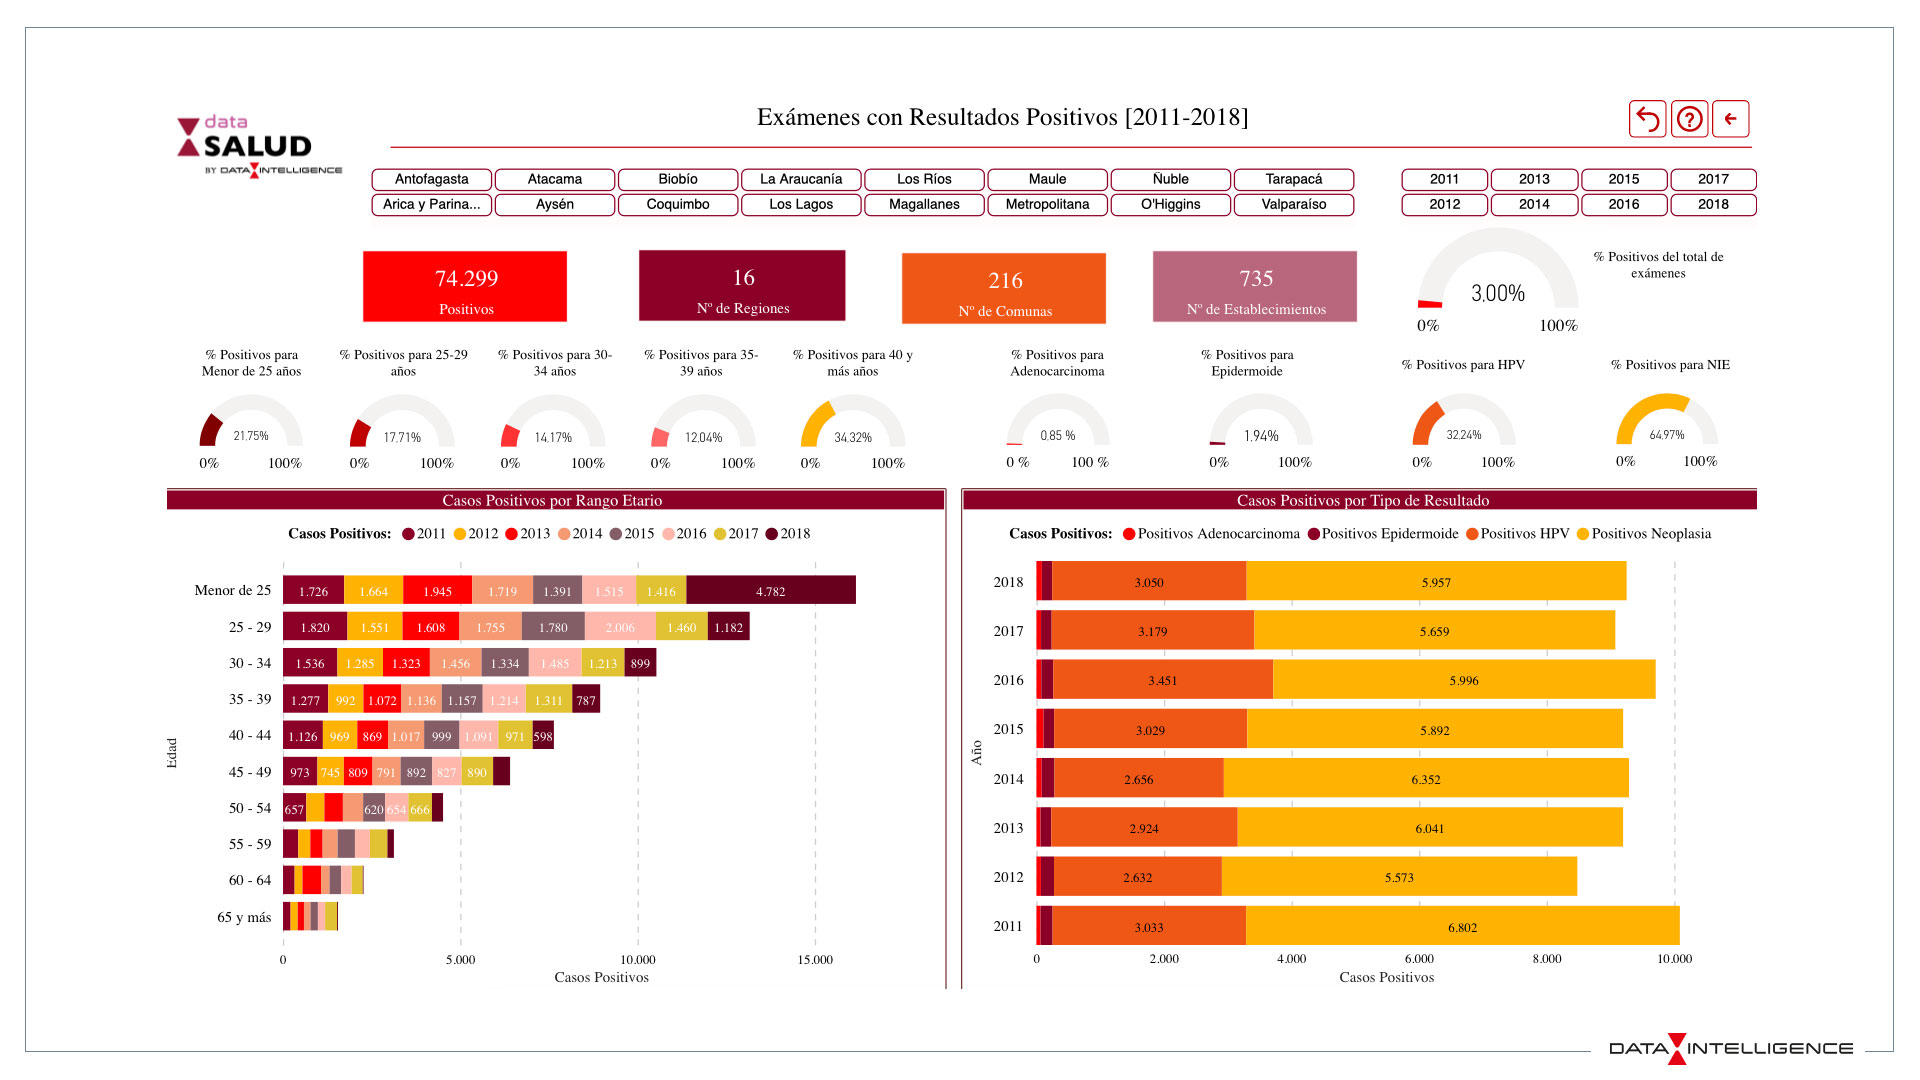 data
SALUD
BY DATA INTELLIGENCE
Exámenes con Resultados Positivos [2011-2018]
Antofagasta Atacama Biobío La Araucanía Los Ríos Maule Ñuble Tarapacá
Arica y Parina... Aysén Coquimbo Los Lagos Magallanes Metropolitana O'Higgins Valparaíso
2011 2013 2015 2017
2012 2014 2016 2018
74.299
Positivos
16
Nº de Regiones
216
Nº de Comunas
735
Nº de Establecimientos
% Positivos del total de
exámenes
3,00%
0% 100%
% Positivos para
Menor de 25 años
21,75%
0% 100%
% Positivos para 25-29
años
17,71%
0% 100%
% Positivos para 30-
34 años
14,17%
0% 100%
% Positivos para 35-
39 años
12,04%
0% 100%
% Positivos para 40 y
más años
34,32%
0% 100%
% Positivos para
Adenocarcinoma
0,85 %
0 % 100 %
% Positivos para
Epidermoide
1,94%
0% 100%
% Positivos para HPV
32,24%
0% 100%
% Positivos para NIE
64,97%
0% 100%
Casos Positivos por Rango Etario
Casos Positivos: 2011 2012 2013 2014 2015 2016 2017 2018
Edad
Menor de 25 1.726 1.664 1.945 1.719 1.391 1.515 1.416 4.782
25 - 29 1.820 1.551 1.608 1.755 1.780 2.006 1.460 1.182
30 - 34 1.536 1.285 1.323 1.456 1.334 1.485 1.213 899
35 - 39 1.277 992 1.072 1.136 1.157 1.214 1.311 787
40 - 44 1.126 969 869 1.017 999 1.091 971 598
45 - 49 973 745 809 791 892 827 890
50 - 54 657 620 654 666
55 - 59
60 - 64
65 y más
0 5.000 10.000 15.000
Casos Positivos
Casos Positivos por Tipo de Resultado
Casos Positivos: Positivos Adenocarcinoma Positivos Epidermoide Positivos HPV Positivos Neoplasia
Año
2018 3.050 5.957
2017 3.179 5.659
2016 3.451 5.996
2015 3.029 5.892
2014 2.656 6.352
2013 2.924 6.041
2012 2.632 5.573
2011 3.033 6.802
0 2.000 4.000 6.000 8.000 10.000
Casos Positivos
DATA INTELLIGENCE